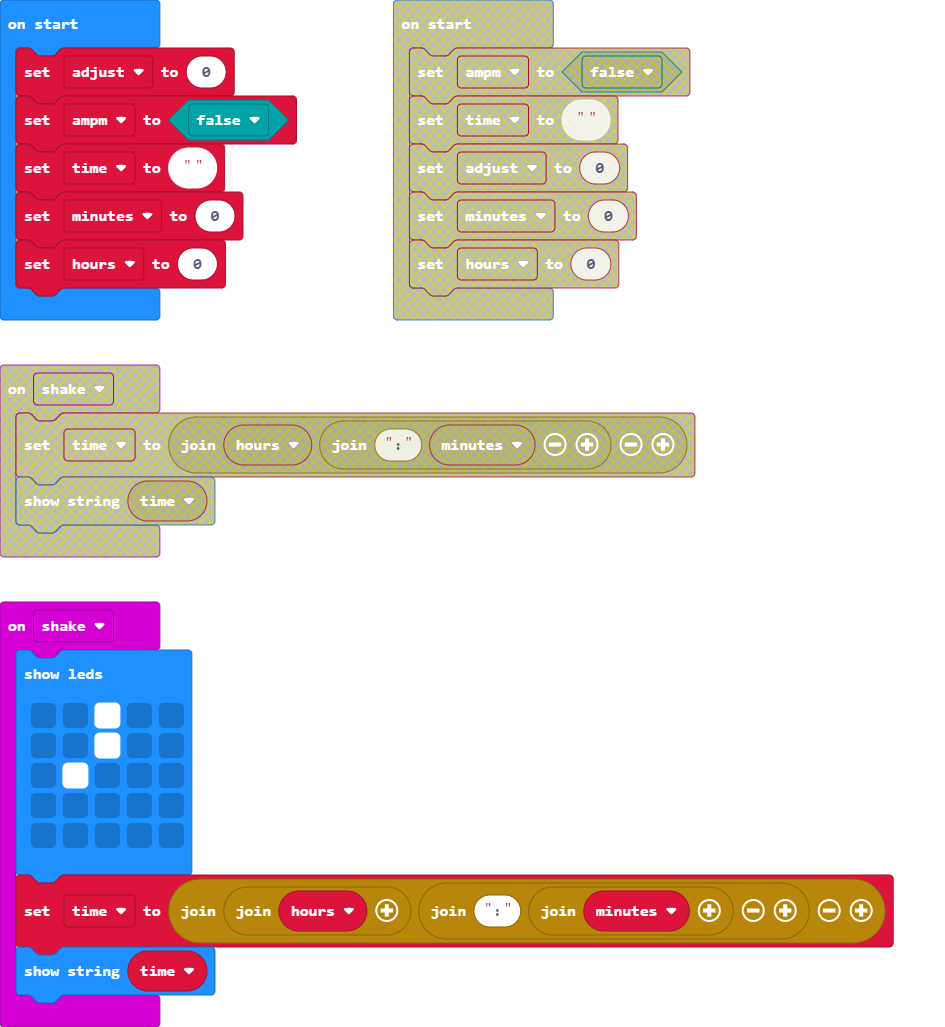 on start
set adjust to 0
set ampm to false
set time to " "
set minutes to 0
set hours to 0
on start
set ampm to false
set time to " "
set adjust to 0
set minutes to 0
set hours to 0
on shake
set time to join hours join ":" minutes
show string time
on shake
show leds
set time to join join hours join ":" join minutes
show string time